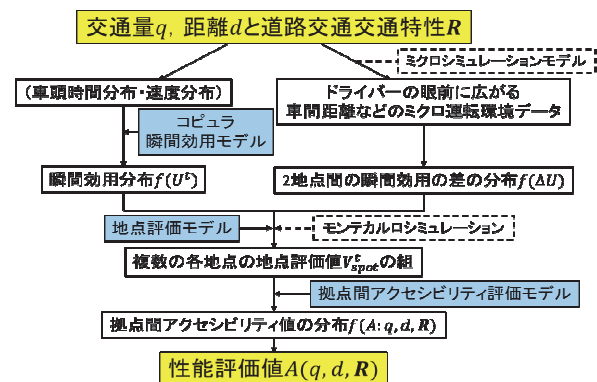 交通量q, 距離dと道路交通交通特性R
ミクロシミュレーションモデル
(車頭時間分布・速度分布)
ドライバーの眼前に広がる
車間距離などのミクロ運転環境データ
コピュラ
瞬間効用モデル
瞬間効用分布f(Uᵗ)
2地点間の瞬間効用の差の分布f(ΔU)
地点評価モデル
モンテカルロシミュレーション
複数の各地点の地点評価値Vᵗspotの組
拠点間アクセシビリティ評価モデル
拠点間アクセシビリティ値の分布f(A: q, d, R)
性能評価値A(q, d, R)